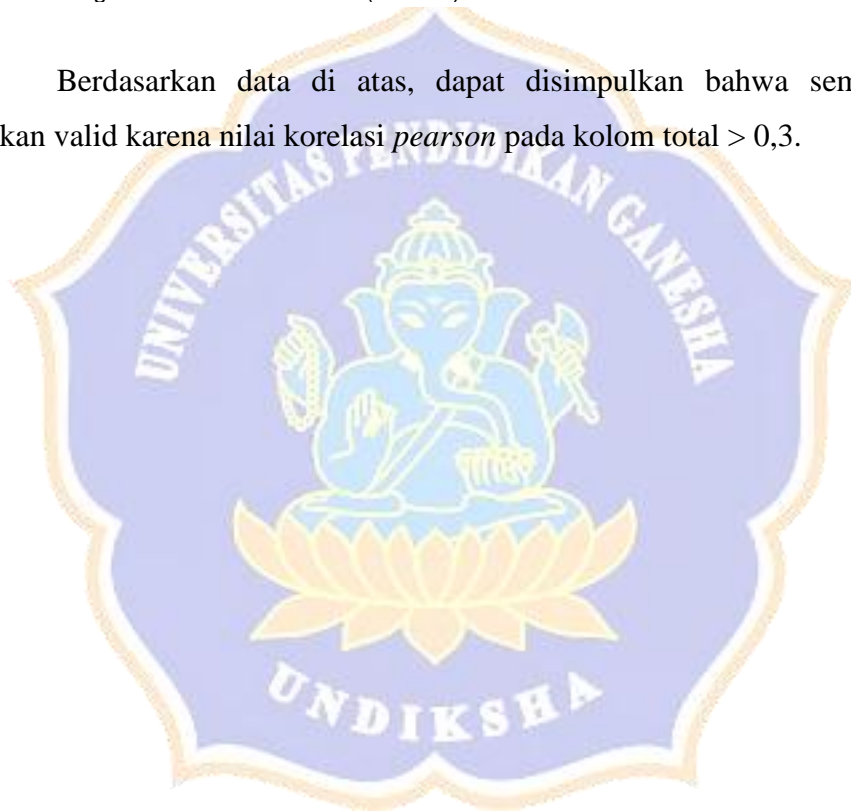 Berdasarkan data di atas, dapat disimpulkan bahwa
kan valid karena nilai korelasi pearson pada kolom total > 0,3.
UNIVERSITAS PENDIDIKAN GANESHA
UNDIKSHA